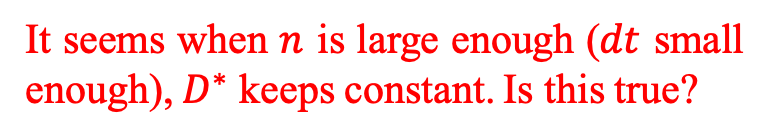 It seems when n is large enough (dt small
enough), D* keeps constant. Is this true?